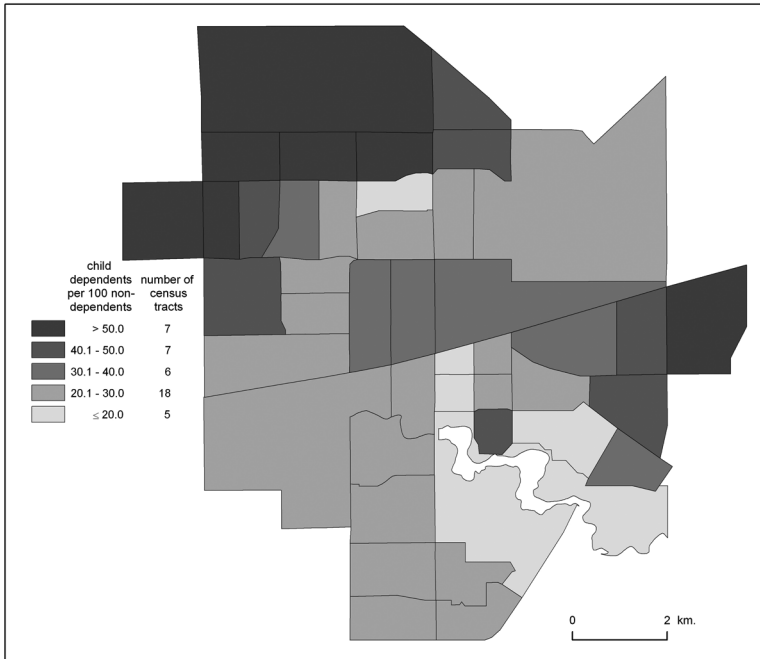 child dependents per 100 non-dependents
number of census tracts
> 50.0 7
40.1 - 50.0 7
30.1 - 40.0 6
20.1 - 30.0 18
≤ 20.0 5
0 2 km.